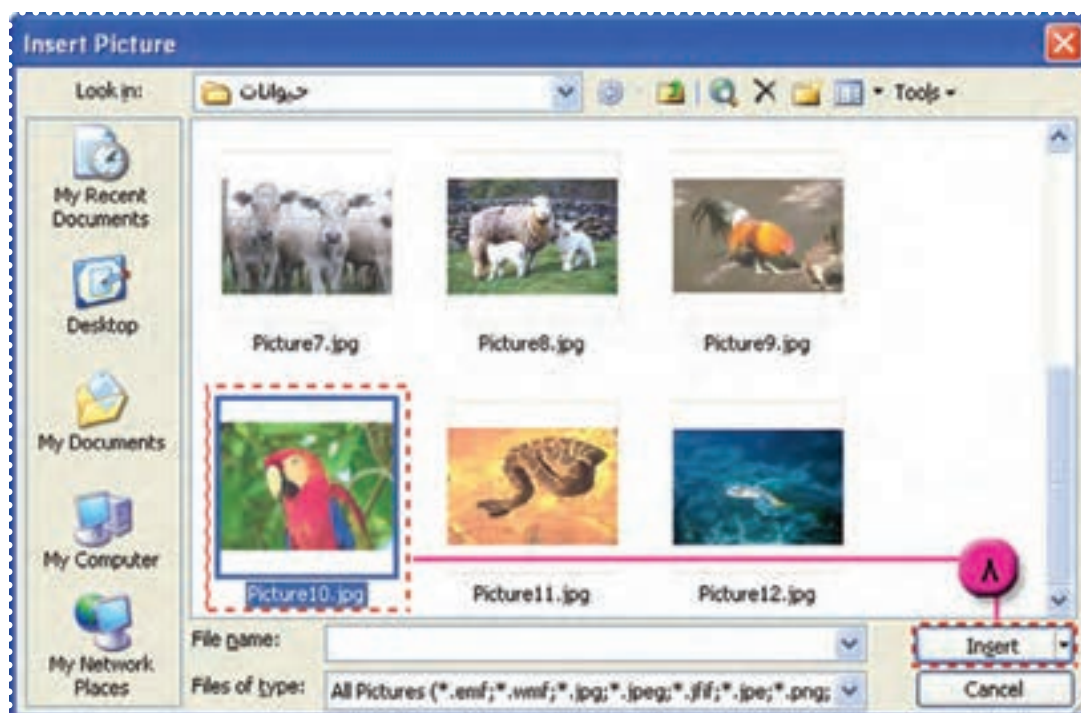 Insert Picture
Look in: حیوانات Tools
My Recent
Documents
Desktop
My Documents
My Computer
My Network
Places
Picture7.jpg Picture8.jpg Picture9.jpg
Picture10.jpg Picture11.jpg Picture12.jpg
٨
File name: Insert
Files of type: All Pictures (*.emf;*.wmf;*.jpg;*.jpeg;*.jfif;*.jpe;*.png; Cancel